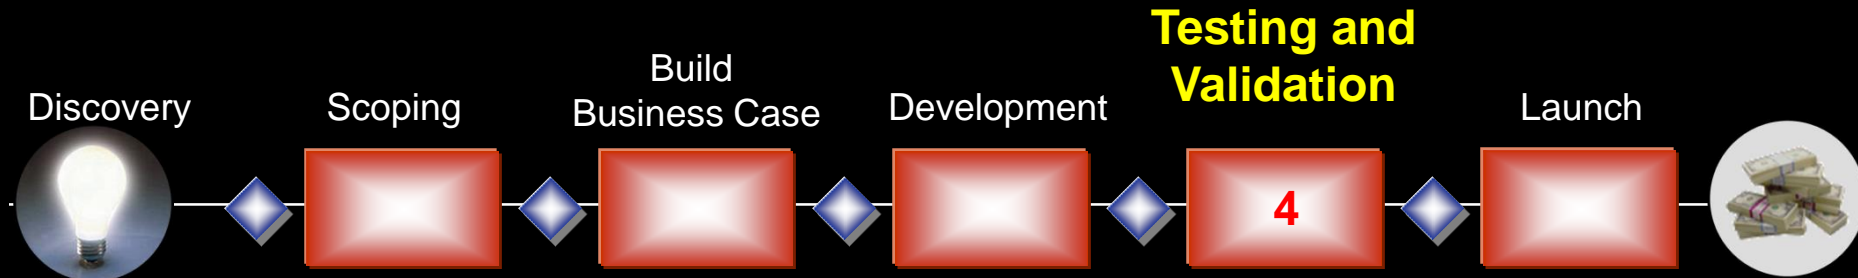 Discovery
Scoping
Build
Business Case
Development
Testing and
Validation
Launch
4